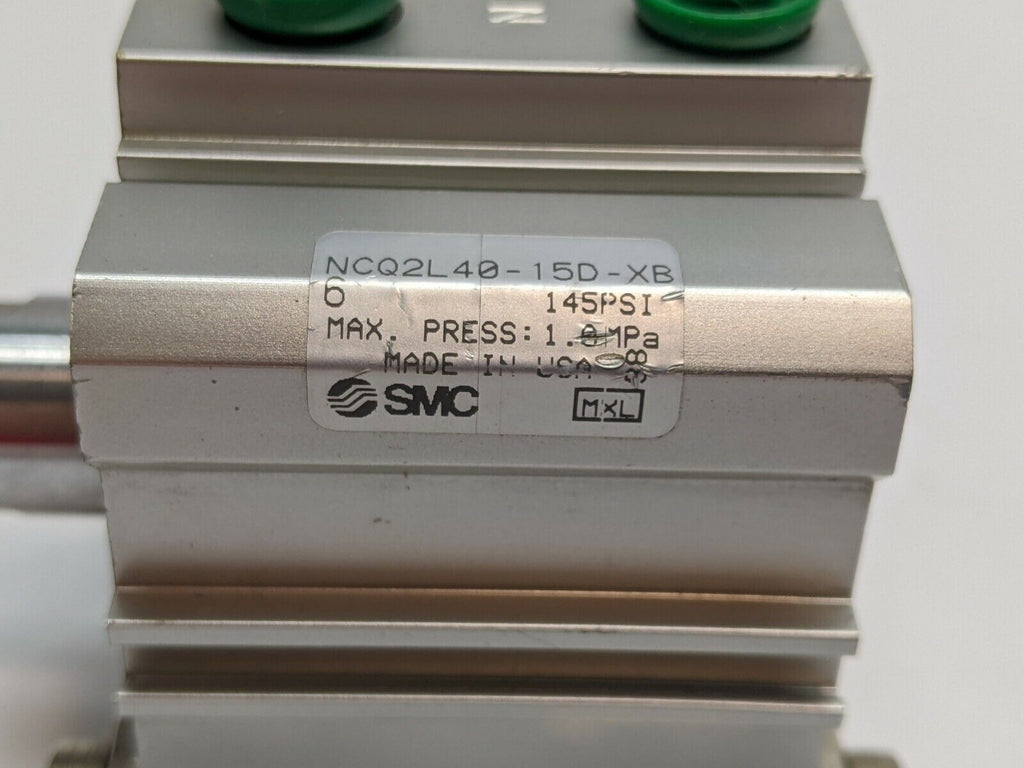 N
NCQ2L40-15D-XB
6 145PSI
MAX. PRESS: 1.0MPa
MADE IN USA
SMC
MXL